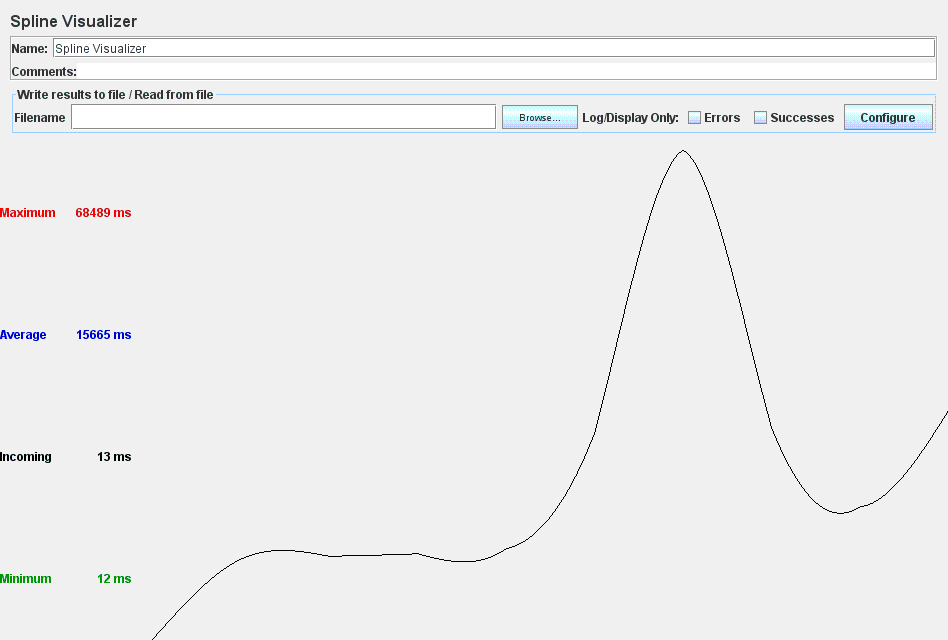 Spline Visualizer
Name: Spline Visualizer
Comments:
Write results to file / Read from file
Filename Browse... Log/Display Only: Errors Successes Configure
Maximum 68489 ms
Average 15665 ms
Incoming 13 ms
Minimum 12 ms